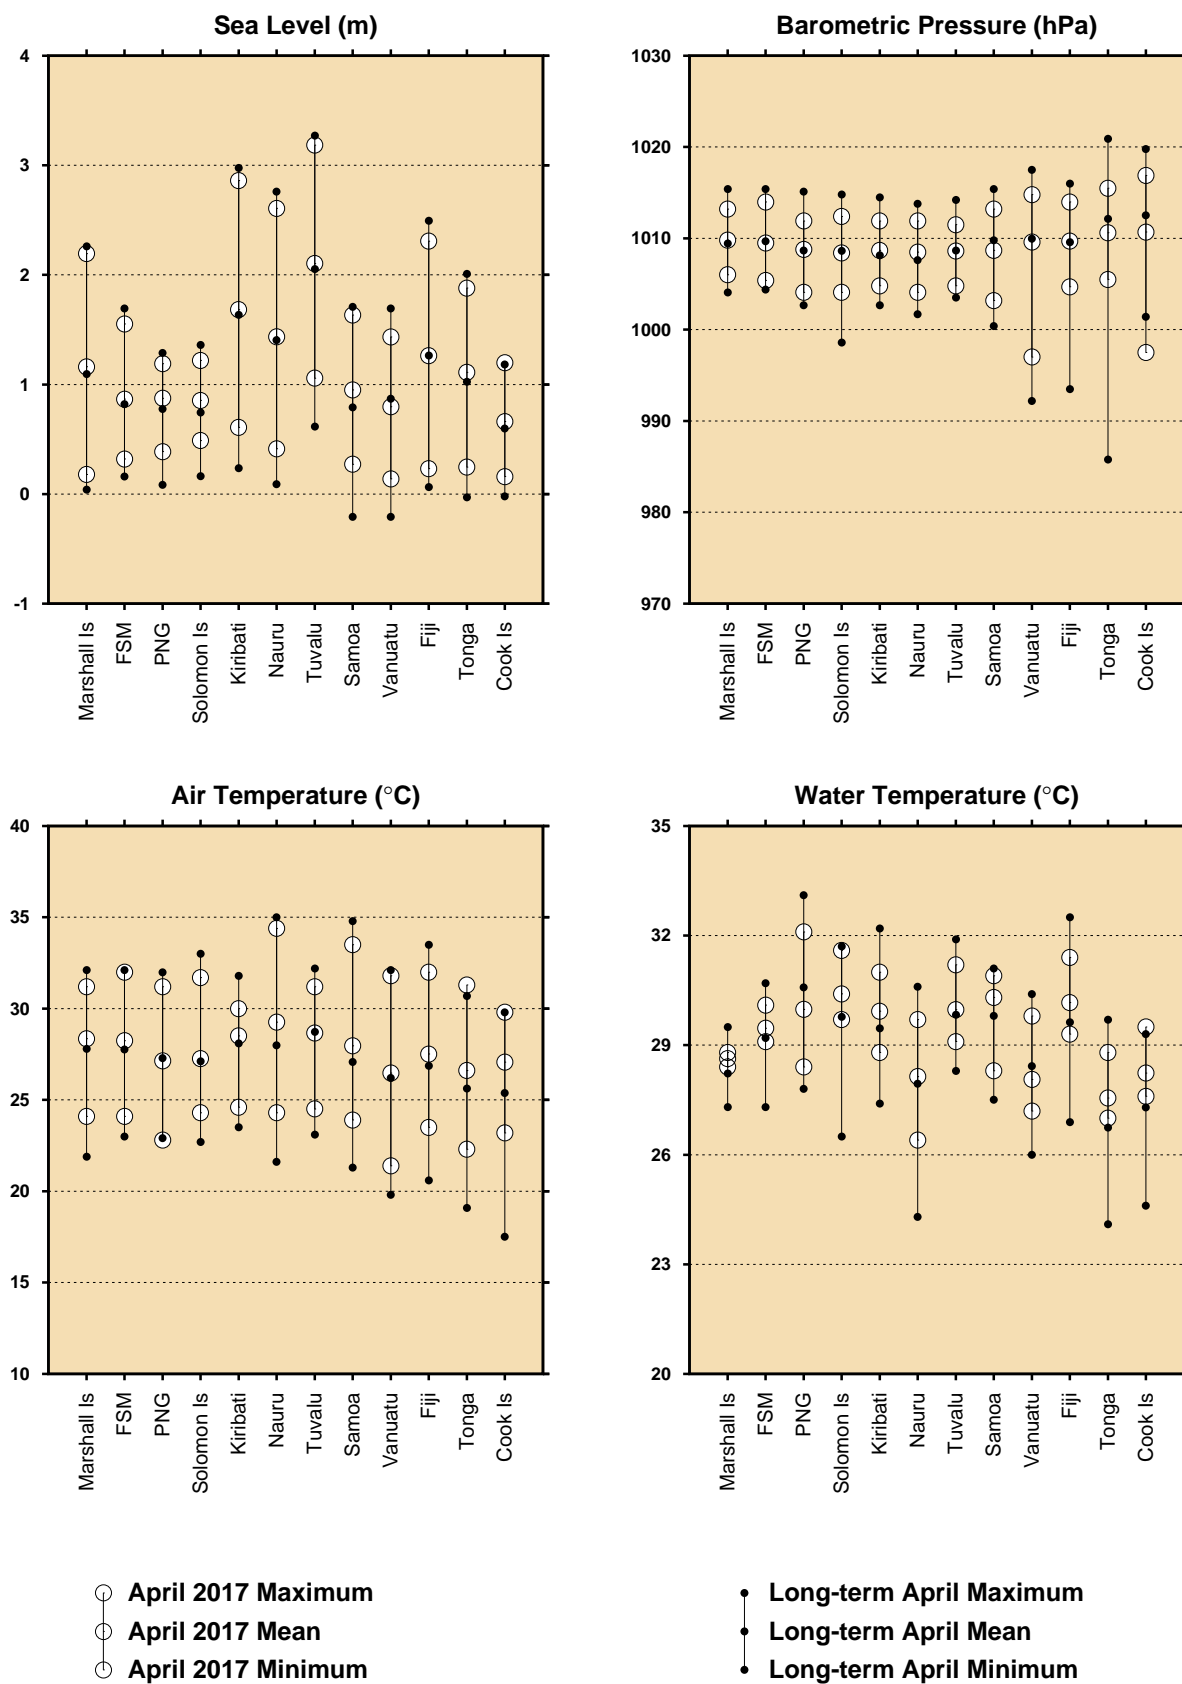 Sea Level (m)
4
3
2
1
0
-1
Marshall Is
FSM
PNG
Solomon Is
Kiribati
Nauru
Tuvalu
Samoa
Vanuatu
Fiji
Tonga
Cook Is
Barometric Pressure (hPa)
1030
1020
1010
1000
990
980
970
Marshall Is
FSM
PNG
Solomon Is
Kiribati
Nauru
Tuvalu
Samoa
Vanuatu
Fiji
Tonga
Cook Is
Air Temperature (°C)
40
35
30
25
20
15
10
Marshall Is
FSM
PNG
Solomon Is
Kiribati
Nauru
Tuvalu
Samoa
Vanuatu
Fiji
Tonga
Cook Is
Water Temperature (°C)
35
32
29
26
23
20
Marshall Is
FSM
PNG
Solomon Is
Kiribati
Nauru
Tuvalu
Samoa
Vanuatu
Fiji
Tonga
Cook Is
April 2017 Maximum
April 2017 Mean
April 2017 Minimum
Long-term April Maximum
Long-term April Mean
Long-term April Minimum